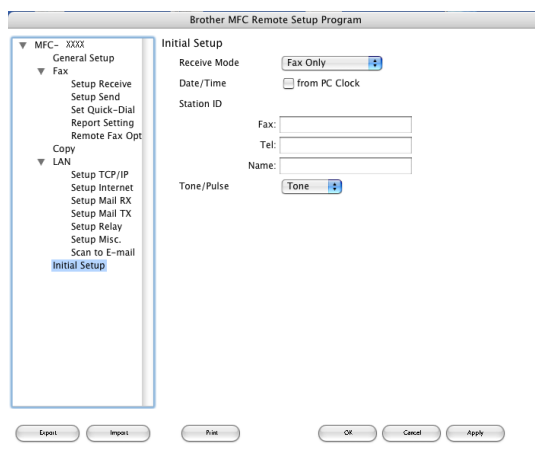 Brother MFC Remote Setup Program
MFC- XXXX
General Setup
Fax
Setup Receive
Setup Send
Set Quick-Dial
Report Setting
Remote Fax Opt
Copy
LAN
Setup TCP/IP
Setup Internet
Setup Mail RX
Setup Mail TX
Setup Relay
Setup Misc.
Scan to E-mail
Initial Setup
Initial Setup
Receive Mode Fax Only
Date/Time from PC Clock
Station ID
Fax:
Tel:
Name:
Tone/Pulse Tone
Export Import Print OK Cancel Apply